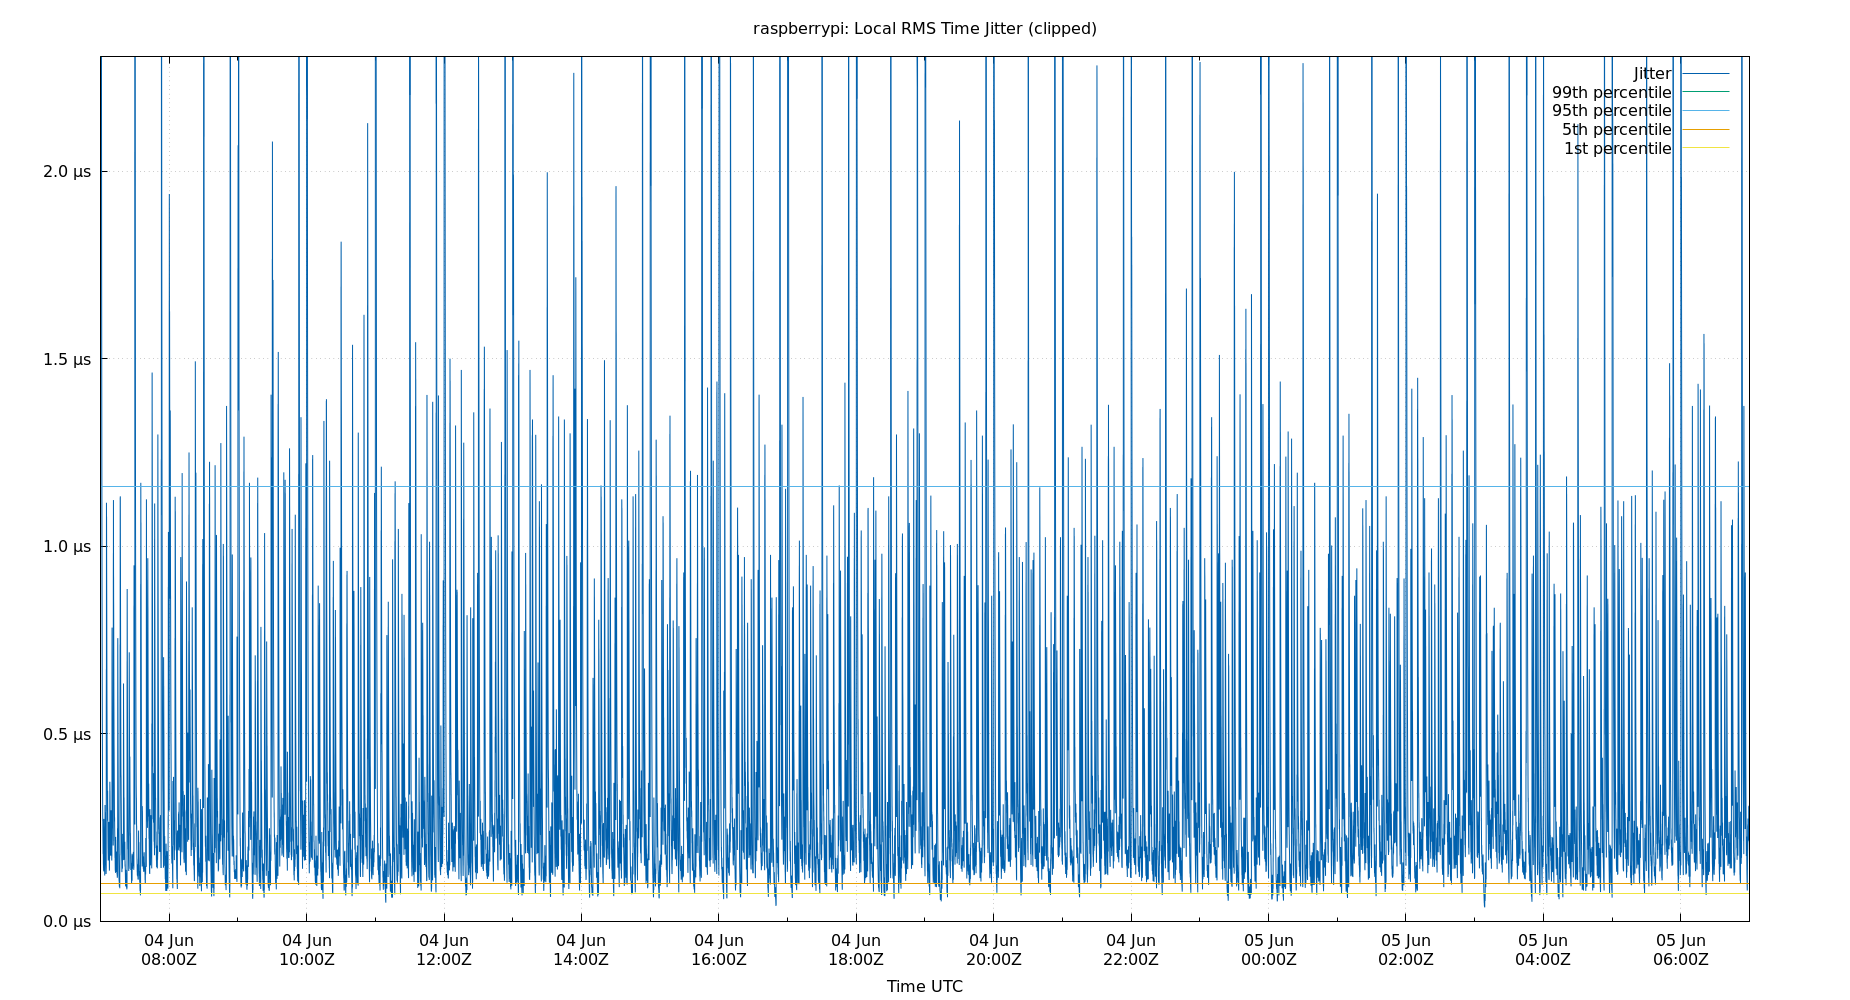 raspberrypi: Local RMS Time Jitter (clipped)
Jitter
99th percentile
95th percentile
5th percentile
1st percentile
2.0 µs
1.5 µs
1.0 µs
0.5 µs
0.0 µs
04 Jun 04 Jun 04 Jun 04 Jun 04 Jun 04 Jun 04 Jun 04 Jun 05 Jun 05 Jun 05 Jun 05 Jun
08:00Z 10:00Z 12:00Z 14:00Z 16:00Z 18:00Z 20:00Z 22:00Z 00:00Z 02:00Z 04:00Z 06:00Z
Time UTC